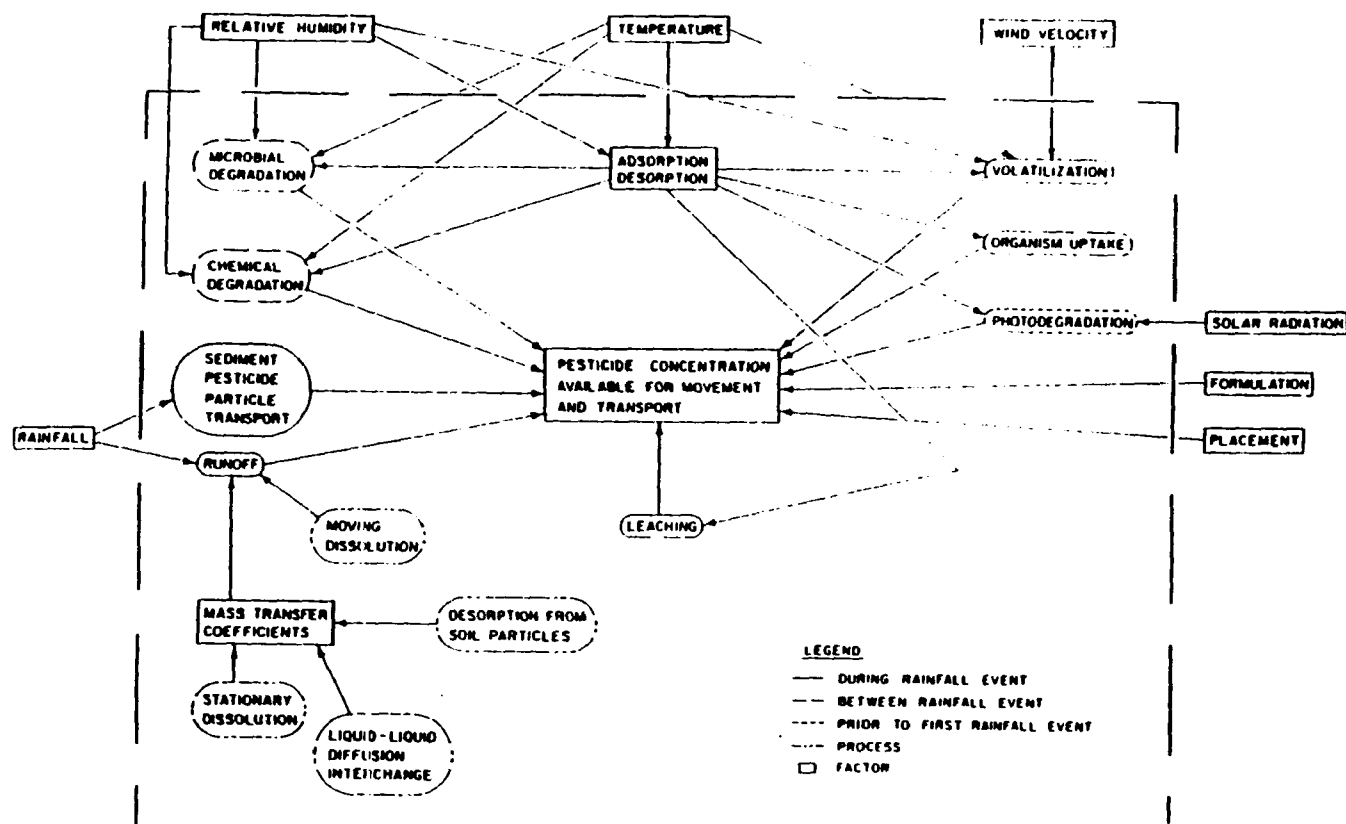 RELATIVE HUMIDITY
TEMPERATURE
WIND VELOCITY
MICROBIAL
DEGRADATION
ADSORPTION
DESORPTION
VOLATILIZATION
ORGANISM UPTAKE
CHEMICAL
DEGRADATION
PHOTODEGRADATION
SOLAR RADIATION
SEDIMENT
PESTICIDE
PARTICLE
TRANSPORT
PESTICIDE CONCENTRATION
AVAILABLE FOR MOVEMENT
AND TRANSPORT
FORMULATION
RAINFALL
PLACEMENT
RUNOFF
MOVING
DISSOLUTION
LEACHING
MASS TRANSFER
COEFFICIENTS
DESORPTION FROM
SOIL PARTICLES
STATIONARY
DISSOLUTION
LIQUID-LIQUID
DIFFUSION
INTERCHANGE
LEGEND
DURING RAINFALL EVENT
BETWEEN RAINFALL EVENT
PRIOR TO FIRST RAINFALL EVENT
PROCESS
FACTOR